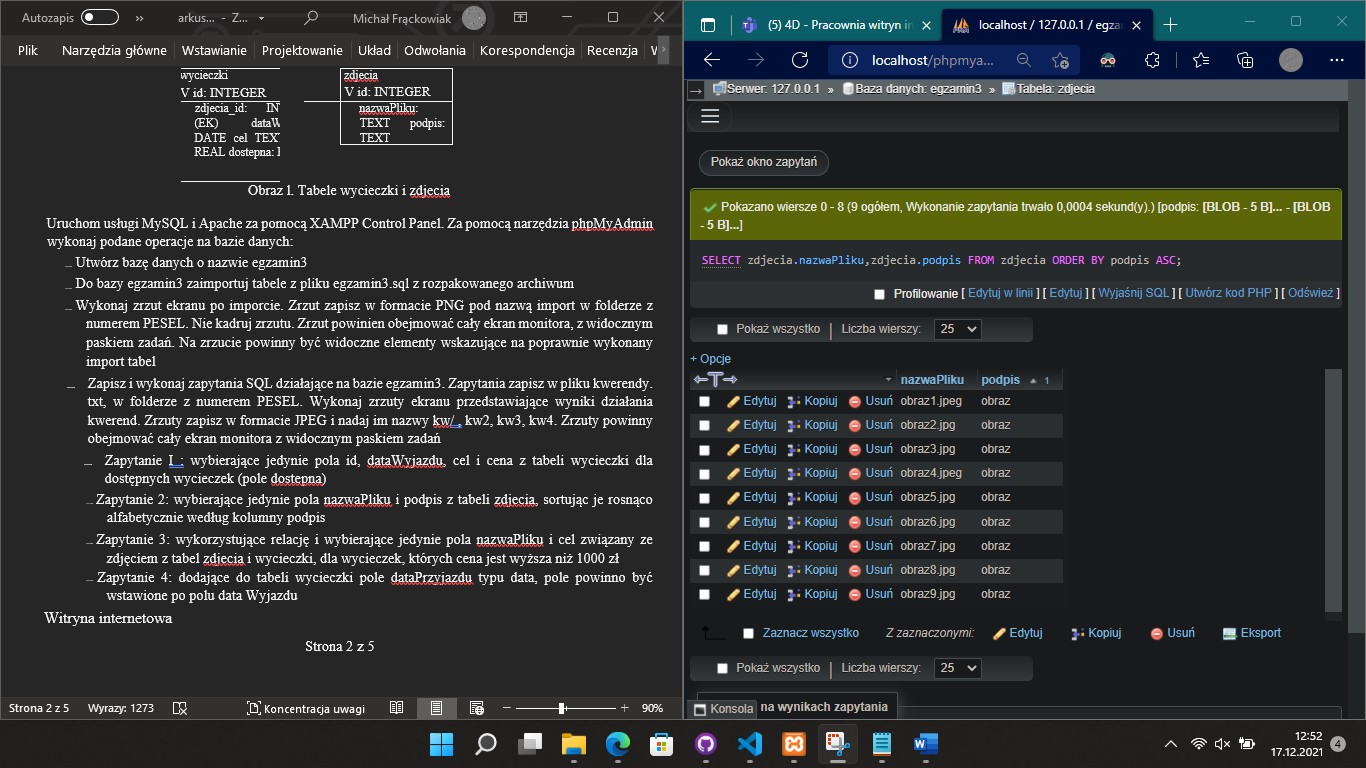 Autozapis
arkus... - Z...
Michał Frąckowiak
Plik Narzędzia główne Wstawianie Projektowanie Układ Odwołania Korespondencja Recenzja
wycieczki
V id: INTEGER
zdjecia_id: IN
(EK) dataW
DATE cel TEX
REAL dostepna: I
zdjecia
V id: INTEGER
nazwaPliku:
TEXT podpis:
TEXT
Obraz l. Tabele wycieczki i zdjecia
Uruchom usługi MySQL i Apache za pomocą XAMPP Control Panel. Za pomocą narzędzia phpMyAdmin
wykonaj podane operacje na bazie danych:
Utwórz bazę danych o nazwie egzamin3
Do bazy egzamin3 zaimportuj tabele z pliku egzamin3.sql z rozpakowanego archiwum
Wykonaj zrzut ekranu po imporcie. Zrzut zapisz w formacie PNG pod nazwą import w folderze z
numerem PESEL. Nie kadruj zrzutu. Zrzut powinien obejmować cały ekran monitora, z widocznym
paskiem zadań. Na zrzucie powinny być widoczne elementy wskazujące na poprawnie wykonany
import tabel
Zapisz i wykonaj zapytania SQL działające na bazie egzamin3. Zapytania zapisz w pliku kwerendy.
txt, w folderze z numerem PESEL. Wykonaj zrzuty ekranu przedstawiające wyniki działania
kwerend. Zrzuty zapisz w formacie JPEG i nadaj im nazwy kw/ , kw2, kw3, kw4. Zrzuty powinny
obejmować cały ekran monitora z widocznym paskiem zadań
Zapytanie I : wybierające jedynie pola id, dataWyjazdu, cel i cena z tabeli wycieczki dla
dostępnych wycieczek (pole dostepna)
Zapytanie 2: wybierające jedynie pola nazwaPliku i podpis z tabeli zdjecia, sortując je rosnąco
alfabetycznie według kolumny podpis
Zapytanie 3: wykorzystujące relację i wybierające jedynie pola nazwaPliku i cel związany ze
zdjęciem z tabel zdjecia i wycieczki, dla wycieczek, których cena jest wyższa niż 1000 zł
Zapytanie 4: dodające do tabeli wycieczki pole dataPrzyjazdu typu data, pole powinno być
wstawione po polu data Wyjazdu
Witryna internetowa
Strona 2 z 5
Strona 2 z 5 Wyrazy: 1273 Koncentracja uwagi 90%
(5) 4D - Pracownia witryn in
localhost / 127.0.0.1 / egza
localhost/phpmya...
Serwer: 127.0.0.1 » Baza danych: egzamin3 » Tabela: zdjecia
Pokaż okno zapytań
Pokazano wiersze 0 - 8 (9 ogółem, Wykonanie zapytania trwało 0,0004 sekund(y).) [podpis: [BLOB - 5 B]... - [BLOB
- 5 B]...]
SELECT zdjecia.nazwaPliku,zdjecia.podpis FROM zdjecia ORDER BY podpis ASC;
Profilowanie [ Edytuj w linii ] [ Edytuj ] [ Wyjaśnij SQL ] [ Utwórz kod PHP ] [ Odśwież ]
Pokaż wszystko | Liczba wierszy: 25
+ Opcje
nazwaPliku podpis 1
Edytuj Kopiuj Usuń obraz1.jpeg obraz
Edytuj Kopiuj Usuń obraz2.jpg obraz
Edytuj Kopiuj Usuń obraz3.jpg obraz
Edytuj Kopiuj Usuń obraz4.jpeg obraz
Edytuj Kopiuj Usuń obraz5.jpg obraz
Edytuj Kopiuj Usuń obraz6.jpg obraz
Edytuj Kopiuj Usuń obraz7.jpg obraz
Edytuj Kopiuj Usuń obraz8.jpg obraz
Edytuj Kopiuj Usuń obraz9.jpg obraz
Zaznacz wszystko Z zaznaczonymi: Edytuj Kopiuj Usuń Eksport
Pokaż wszystko | Liczba wierszy: 25
Konsola na wynikach zapytania
12:52
17.12.2021
4